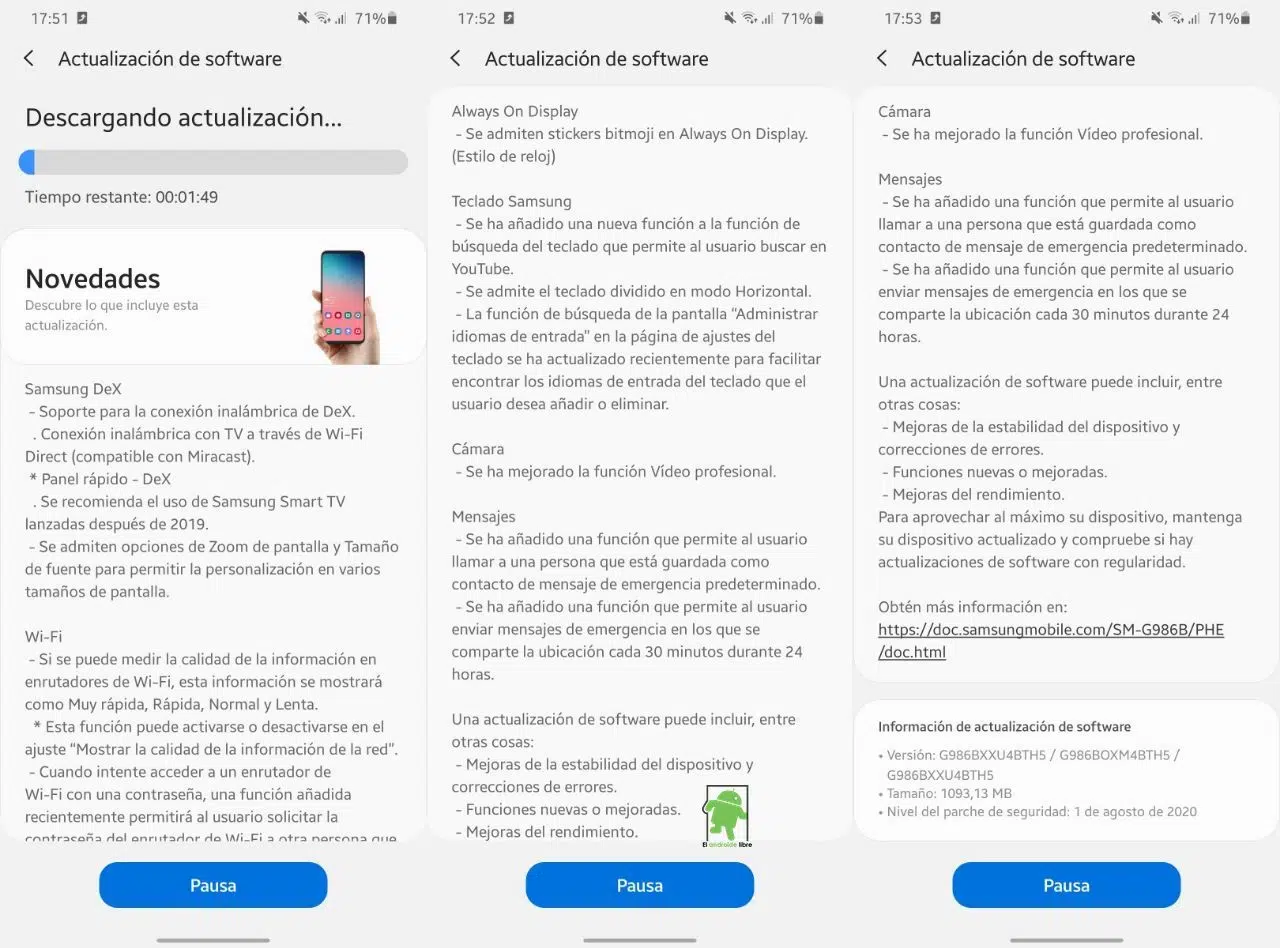 17:51
71%
Actualización de software
Descargando actualización...
Tiempo restante: 00:01:49
Novedades
Descubre lo que incluye esta
actualización.
Samsung DeX
- Soporte para la conexión inalámbrica de DeX.
. Conexión inalámbrica con TV a través de Wi-Fi
Direct (compatible con Miracast).
* Panel rápido - DeX
. Se recomienda el uso de Samsung Smart TV
lanzadas después de 2019.
- Se admiten opciones de Zoom de pantalla y Tamaño
de fuente para permitir la personalización en varios
tamaños de pantalla.
Wi-Fi
- Si se puede medir la calidad de la información en
enrutadores de Wi-Fi, esta información se mostrará
como Muy rápida, Rápida, Normal y Lenta.
* Esta función puede activarse o desactivarse en el
ajuste “Mostrar la calidad de la información de la red”.
- Cuando intente acceder a un enrutador de
Wi-Fi con una contraseña, una función añadida
recientemente permitirá al usuario solicitar la
contraseña del enrutador de Wi-Fi a otra persona que
Pausa
17:52
71%
Actualización de software
Always On Display
- Se admiten stickers bitmoji en Always On Display.
(Estilo de reloj)
Teclado Samsung
- Se ha añadido una nueva función a la función de
búsqueda del teclado que permite al usuario buscar en
YouTube.
- Se admite el teclado dividido en modo Horizontal.
- La función de búsqueda de la pantalla “Administrar
idiomas de entrada” en la página de ajustes del
teclado se ha actualizado recientemente para facilitar
encontrar los idiomas de entrada del teclado que el
usuario desea añadir o eliminar.
Cámara
- Se ha mejorado la función Vídeo profesional.
Mensajes
- Se ha añadido una función que permite al usuario
llamar a una persona que está guardada como
contacto de mensaje de emergencia predeterminado.
- Se ha añadido una función que permite al usuario
enviar mensajes de emergencia en los que se
comparte la ubicación cada 30 minutos durante 24
horas.
Una actualización de software puede incluir, entre
otras cosas:
- Mejoras de la estabilidad del dispositivo y
correcciones de errores.
- Funciones nuevas o mejoradas.
- Mejoras del rendimiento.
El androide libre
Pausa
17:53
71%
Actualización de software
Cámara
- Se ha mejorado la función Vídeo profesional.
Mensajes
- Se ha añadido una función que permite al usuario
llamar a una persona que está guardada como
contacto de mensaje de emergencia predeterminado.
- Se ha añadido una función que permite al usuario
enviar mensajes de emergencia en los que se
comparte la ubicación cada 30 minutos durante 24
horas.
Una actualización de software puede incluir, entre
otras cosas:
- Mejoras de la estabilidad del dispositivo y
correcciones de errores.
- Funciones nuevas o mejoradas.
- Mejoras del rendimiento.
Para aprovechar al máximo su dispositivo, mantenga
su dispositivo actualizado y compruebe si hay
actualizaciones de software con regularidad.
Obtén más información en:
https://doc.samsungmobile.com/SM-G986B/PHE
/doc.html
Información de actualización de software
• Versión: G986BXXU4BTH5 / G986BOXM4BTH5 /
G986BXXU4BTH5
• Tamaño: 1093,13 MB
• Nivel del parche de seguridad: 1 de agosto de 2020
Pausa